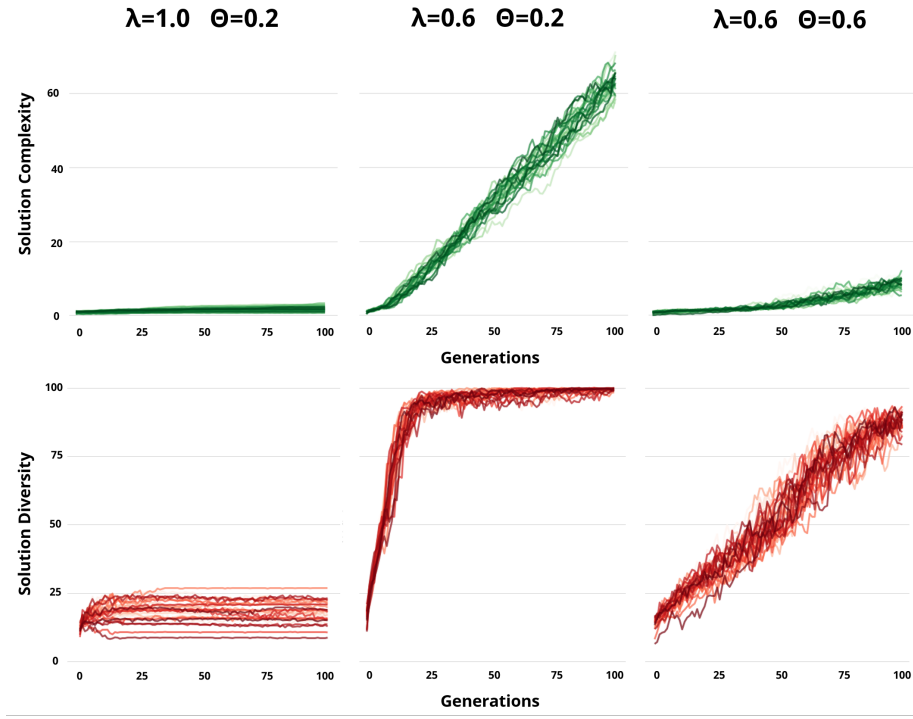 λ=1.0 Θ=0.2
λ=0.6 Θ=0.2
λ=0.6 Θ=0.6
Solution Complexity
60
40
20
0
0 25 50 75 100
0 25 50 75 100
0 25 50 75 100
Generations
Solution Diversity
100
75
50
25
0
0 25 50 75 100
0 25 50 75 100
0 25 50 75 100
Generations